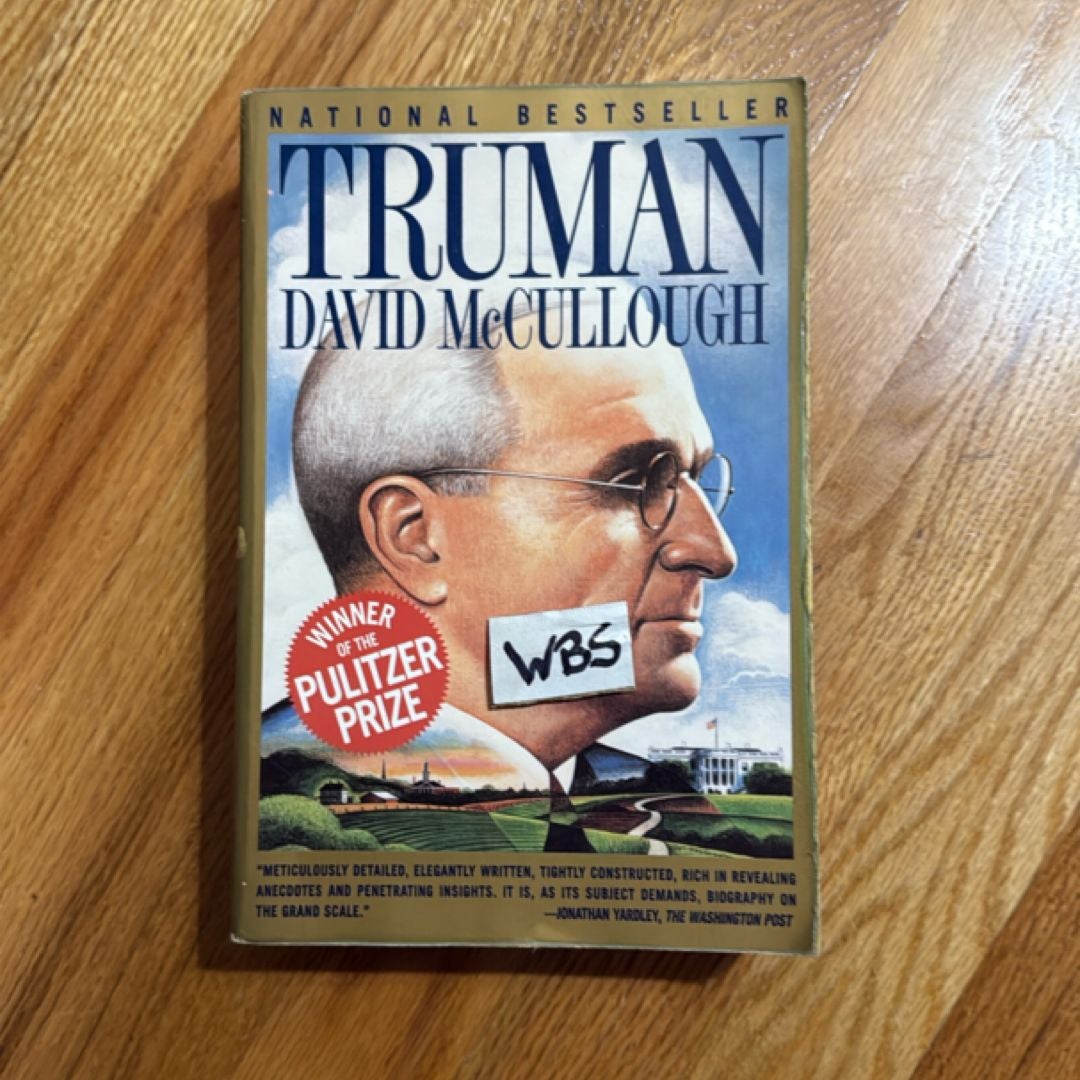 NATIONAL BESTSELLER
TRUMAN
DAVID McCULLOUGH
WINNER
OF THE
PULITZER
PRIZE
WBS
"METICULOUSLY DETAILED, ELEGANTLY WRITTEN, TIGHTLY CONSTRUCTED, RICH IN REVEALING
ANECDOTES AND PENETRATING INSIGHTS. IT IS, AS ITS SUBJECT DEMANDS, BIOGRAPHY ON
THE GRAND SCALE." —JONATHAN YARDLEY, THE WASHINGTON POST